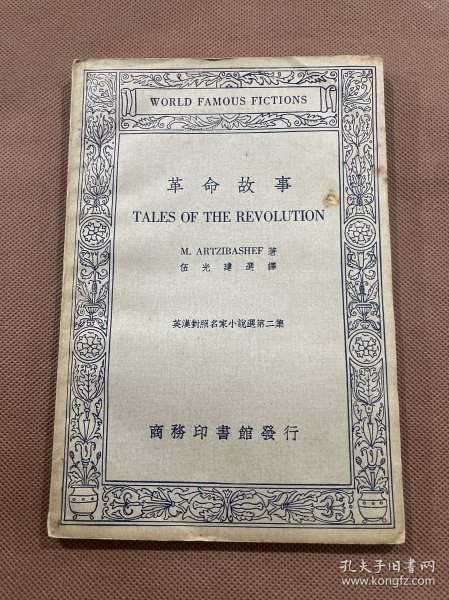 WORLD FAMOUS FICTIONS
革命故事
TALES OF THE REVOLUTION
M. ARTZIBASHEF 著
伍光建選譯
英漢對照名家小說選第二集
商務印書館發行
孔夫子旧书网
www.kongfz.com